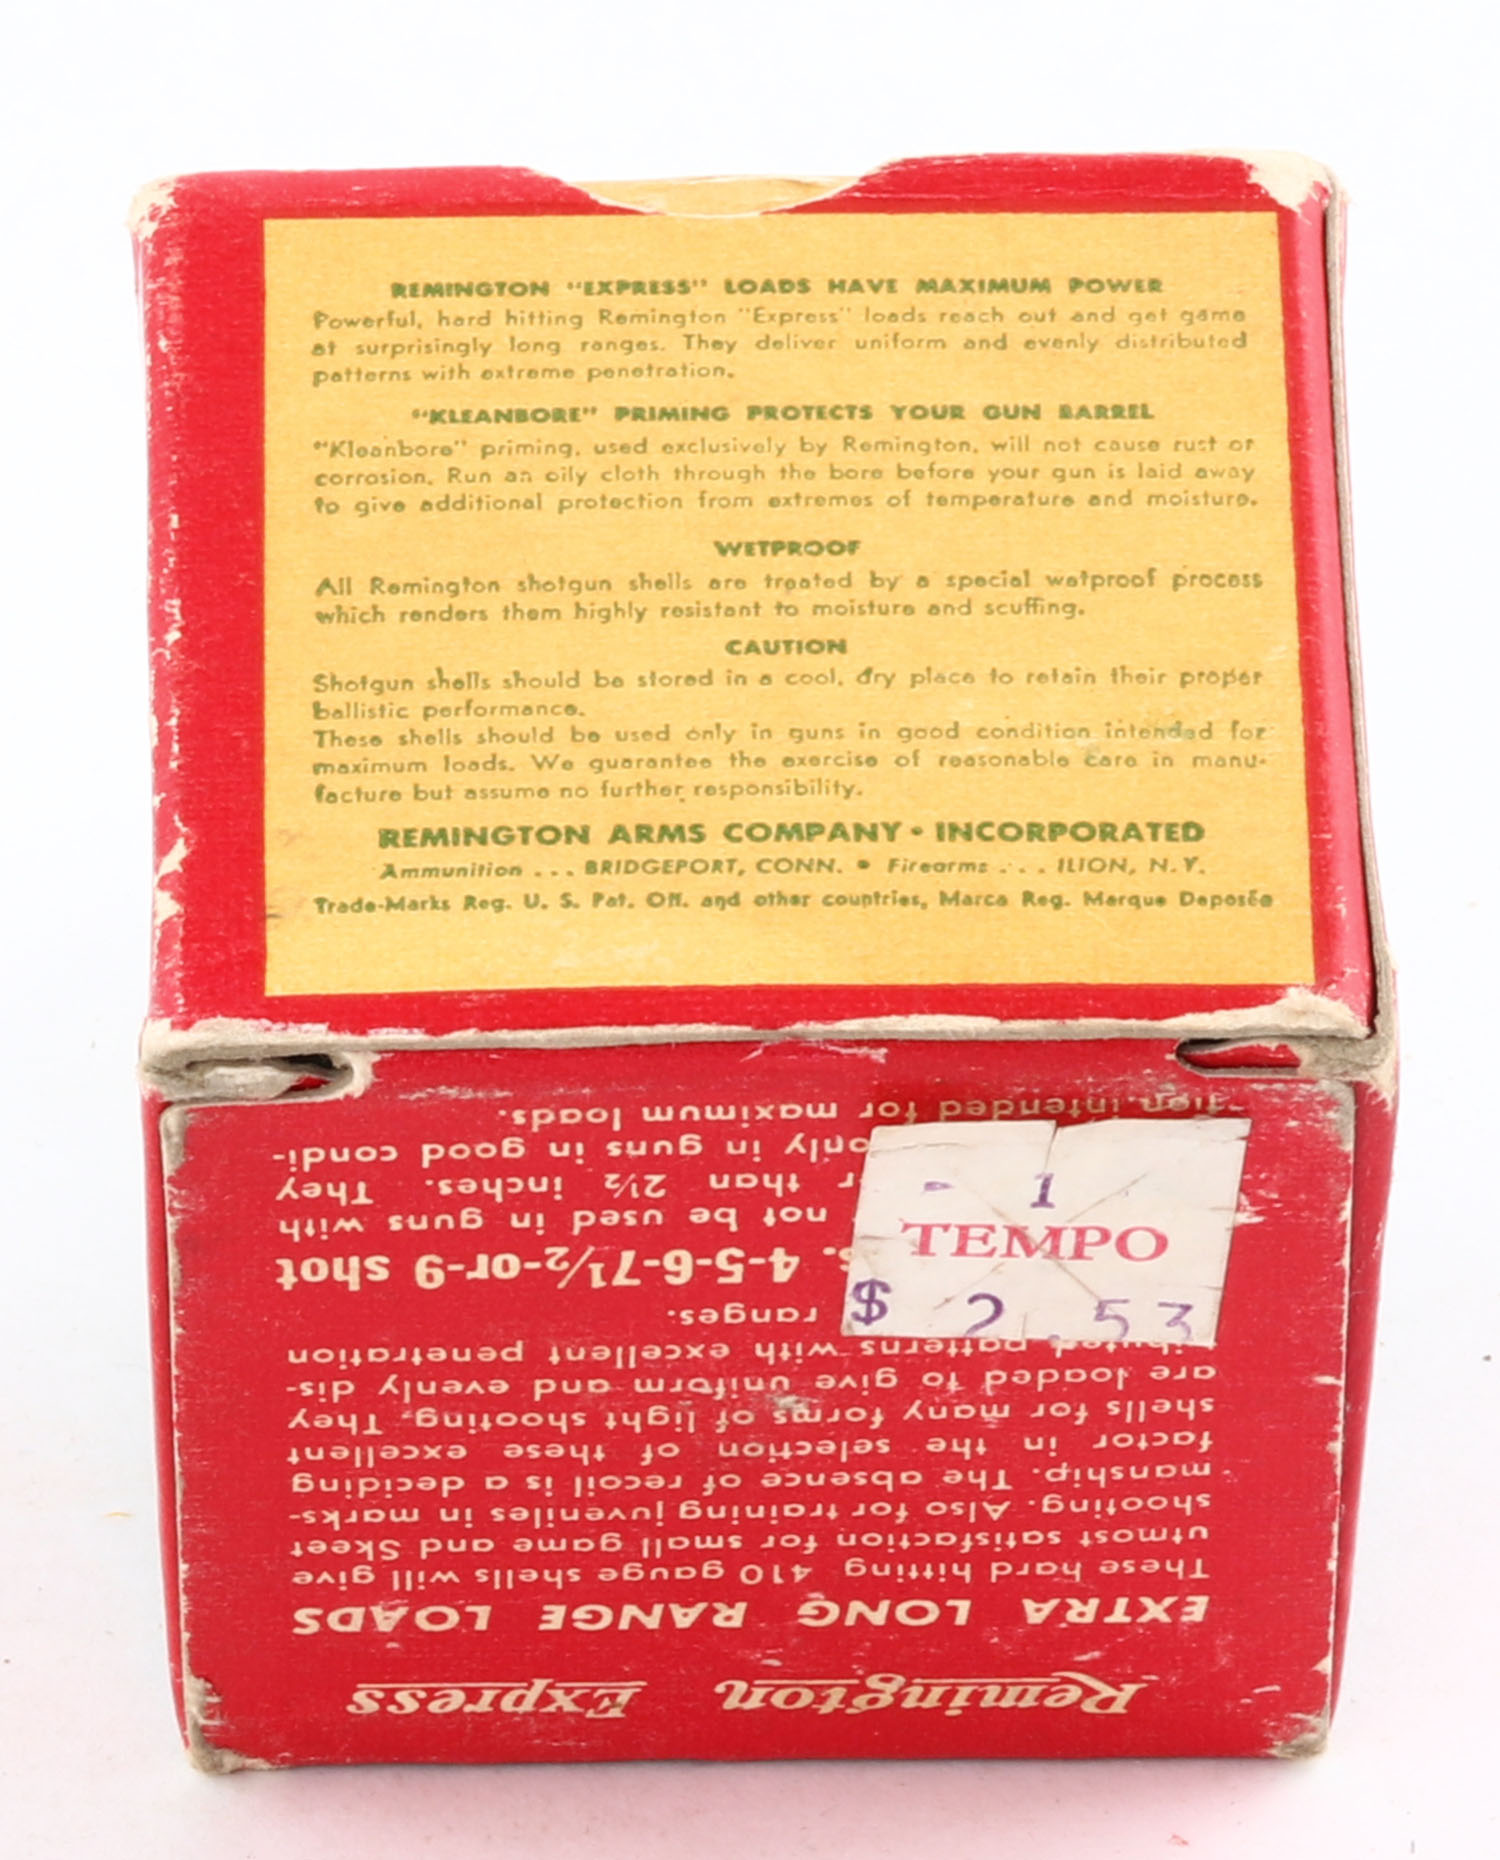 REMINGTON "EXPRESS" LOADS HAVE MAXIMUM POWER
Powerful, hard hitting Remington "Express" loads reach out and get game
at surprisingly long ranges. They deliver uniform and evenly distributed
patterns with extreme penetration.
"KLEANBORE" PRIMING PROTECTS YOUR GUN BARREL
"Kleanbore" priming, used exclusively by Remington, will not cause rust or
corrosion. Run an oily cloth through the bore before your gun is laid away
to give additional protection from extremes of temperature and moisture.
WETPROOF
All Remington shotgun shells are treated by a special wetproof process
which renders them highly resistant to moisture and scuffing.
CAUTION
Shotgun shells should be stored in a cool, dry place to retain their proper
ballistic performance.
These shells should be used only in guns in good condition intended for
maximum loads. We guarantee the exercise of reasonable care in manu-
facture but assume no further responsibility.
REMINGTON ARMS COMPANY • INCORPORATED
Ammunition ... BRIDGEPORT, CONN. • Firearms ... ILION, N.Y.
Trade-Marks Reg. U. S. Pat. Off. and other countries, Marca Reg. Marque Deposée
- 1
TEMPO
$ 2.53
Remington Express
EXTRA LONG RANGE LOADS
These hard hitting 410 gauge shells will give
utmost satisfaction for small game and Skeet
shooting. Also for training juveniles in marks-
manship. The absence of recoil is a deciding
factor in the selection of these excellent
shells for many forms of light shooting. They
are loaded to give uniform and evenly dis-
tributed patterns with excellent penetration
ranges.
4-5-6-7½-or-9 shot
not be used in guns with
than 2½ inches. They
only in guns in good condi-
tion intended for maximum loads.